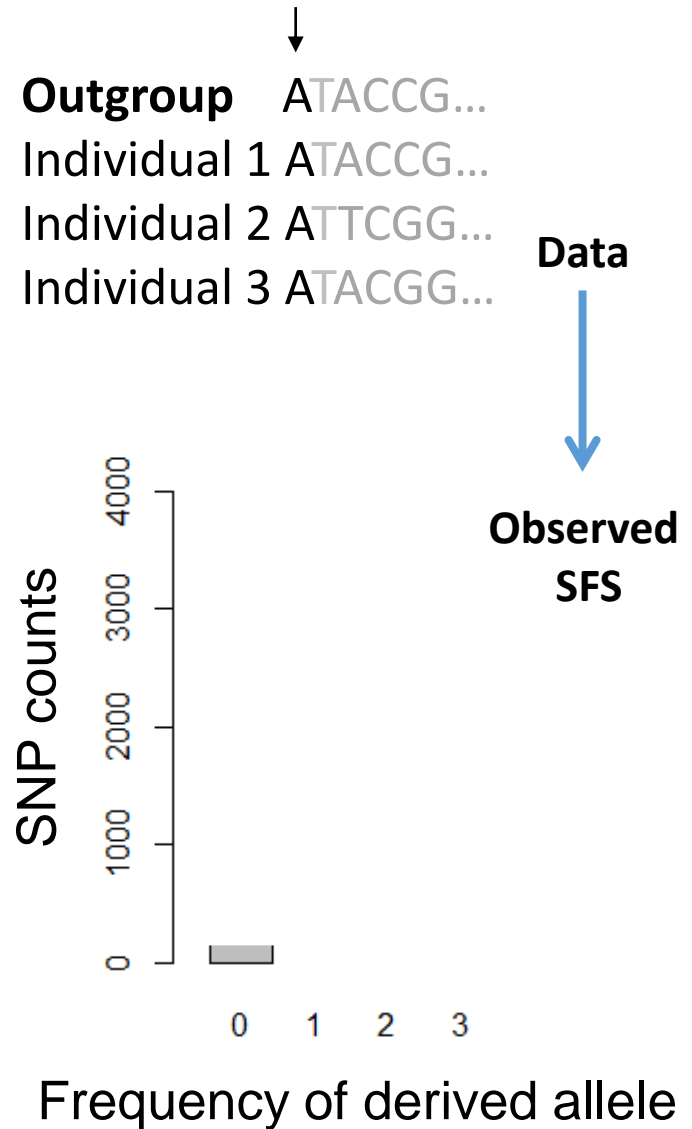 Outgroup ATACCG...
Individual 1 ATACCG...
Individual 2 ATTCGG...
Individual 3 ATACGG...
Data
Observed
SFS
SNP counts
4000
3000
2000
1000
0
0 1 2 3
Frequency of derived allele